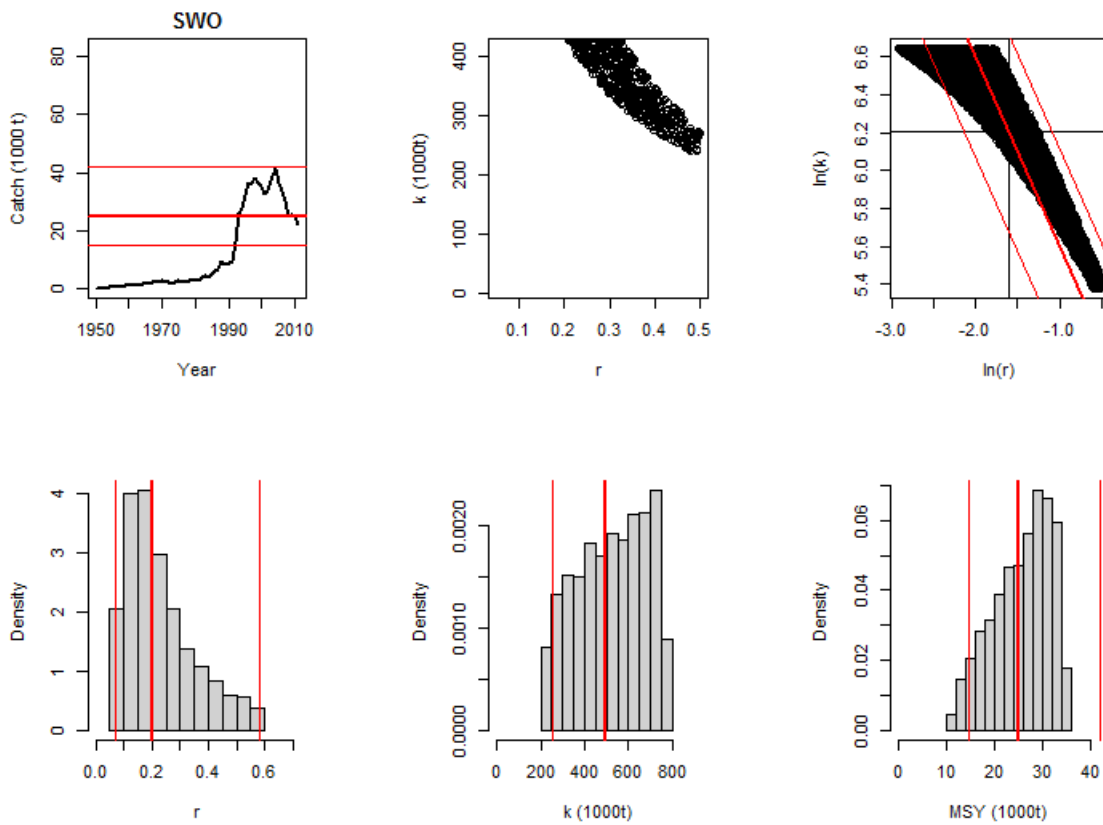 SWO
Catch (1000 t)
0 20 40 60 80
1950 1970 1990 2010
Year
k (1000t)
0 100 200 300 400
0.1 0.2 0.3 0.4 0.5
r
ln(k)
5.4 5.6 5.8 6.0 6.2 6.4 6.6
-3.0 -2.0 -1.0
ln(r)
Density
0 1 2 3 4
0.0 0.2 0.4 0.6
r
Density
0.0000 0.0010 0.0020
0 200 400 600 800
k (1000t)
Density
0.00 0.02 0.04 0.06
0 10 20 30 40
MSY (1000t)